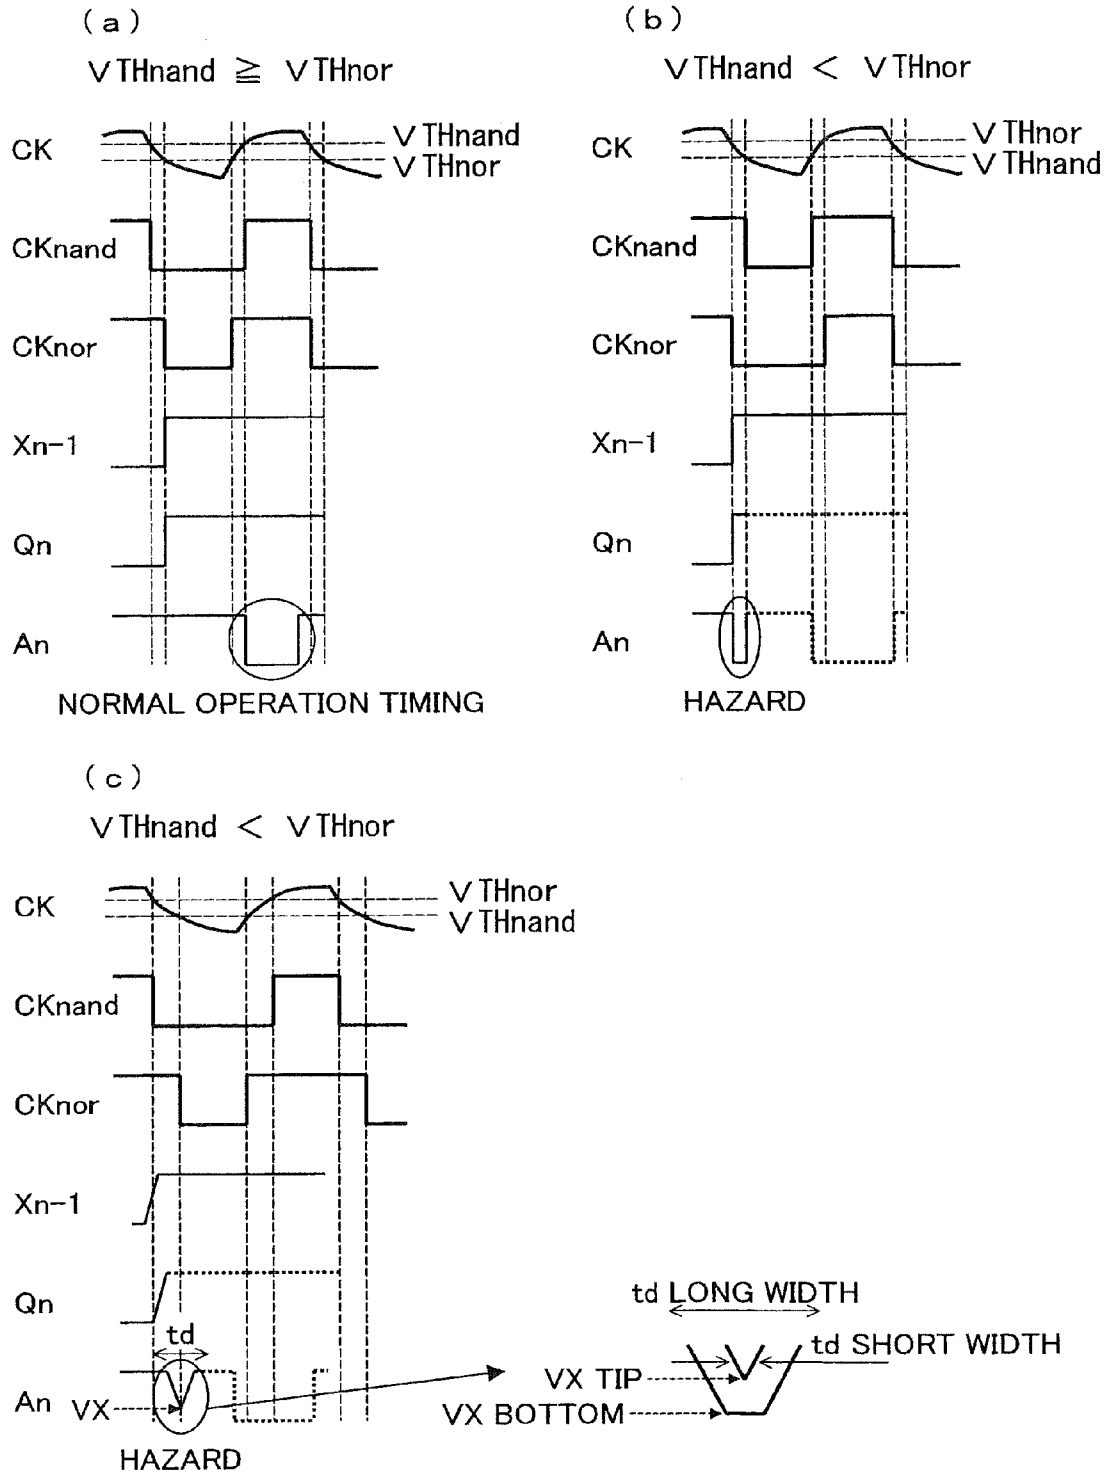 (a)
VTHnand ≧ VTHnor
CK
VTHnand
VTHnor
CKnand
CKnor
Xn-1
Qn
An
NORMAL OPERATION TIMING
(b)
VTHnand < VTHnor
CK
VTHnor
VTHnand
CKnand
CKnor
Xn-1
Qn
An
HAZARD
(c)
VTHnand < VTHnor
CK
VTHnor
VTHnand
CKnand
CKnor
Xn-1
Qn
td
An
VX
HAZARD
td LONG WIDTH
td SHORT WIDTH
VX TIP
VX BOTTOM